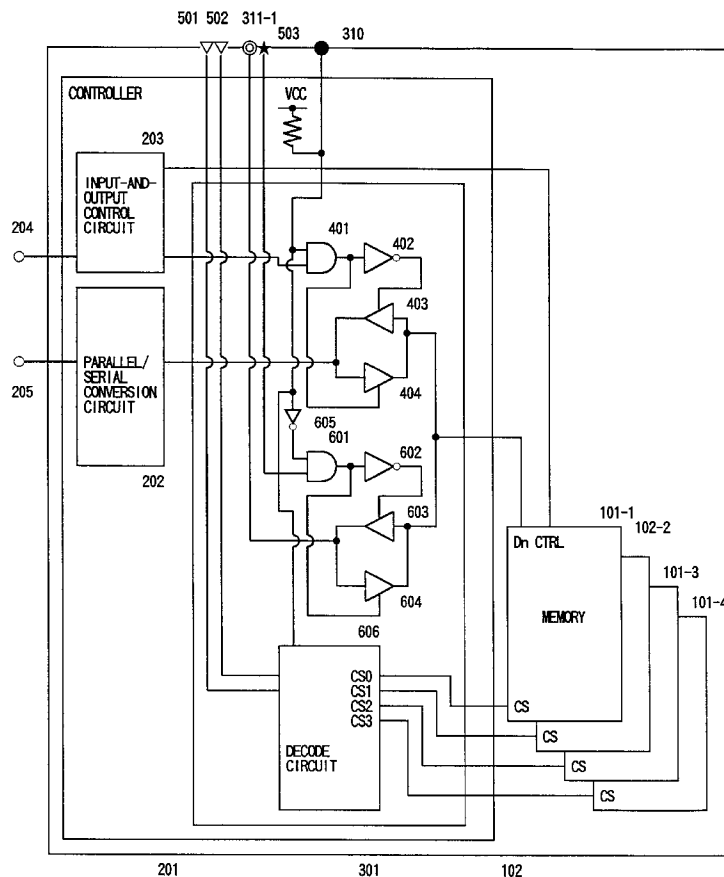 501 502 311-1 503 310
CONTROLLER
VCC
203
INPUT-AND-
OUTPUT
CONTROL
CIRCUIT
204
401
402
403
PARALLEL/
SERIAL
CONVERSION
CIRCUIT
205
404
605
601
602
202
603
101-1
Dn CTRL
102-2
101-3
604
101-4
MEMORY
606
CS0
CS1
CS2
CS3
CS
DECODE
CIRCUIT
CS
CS
CS
201 301 102